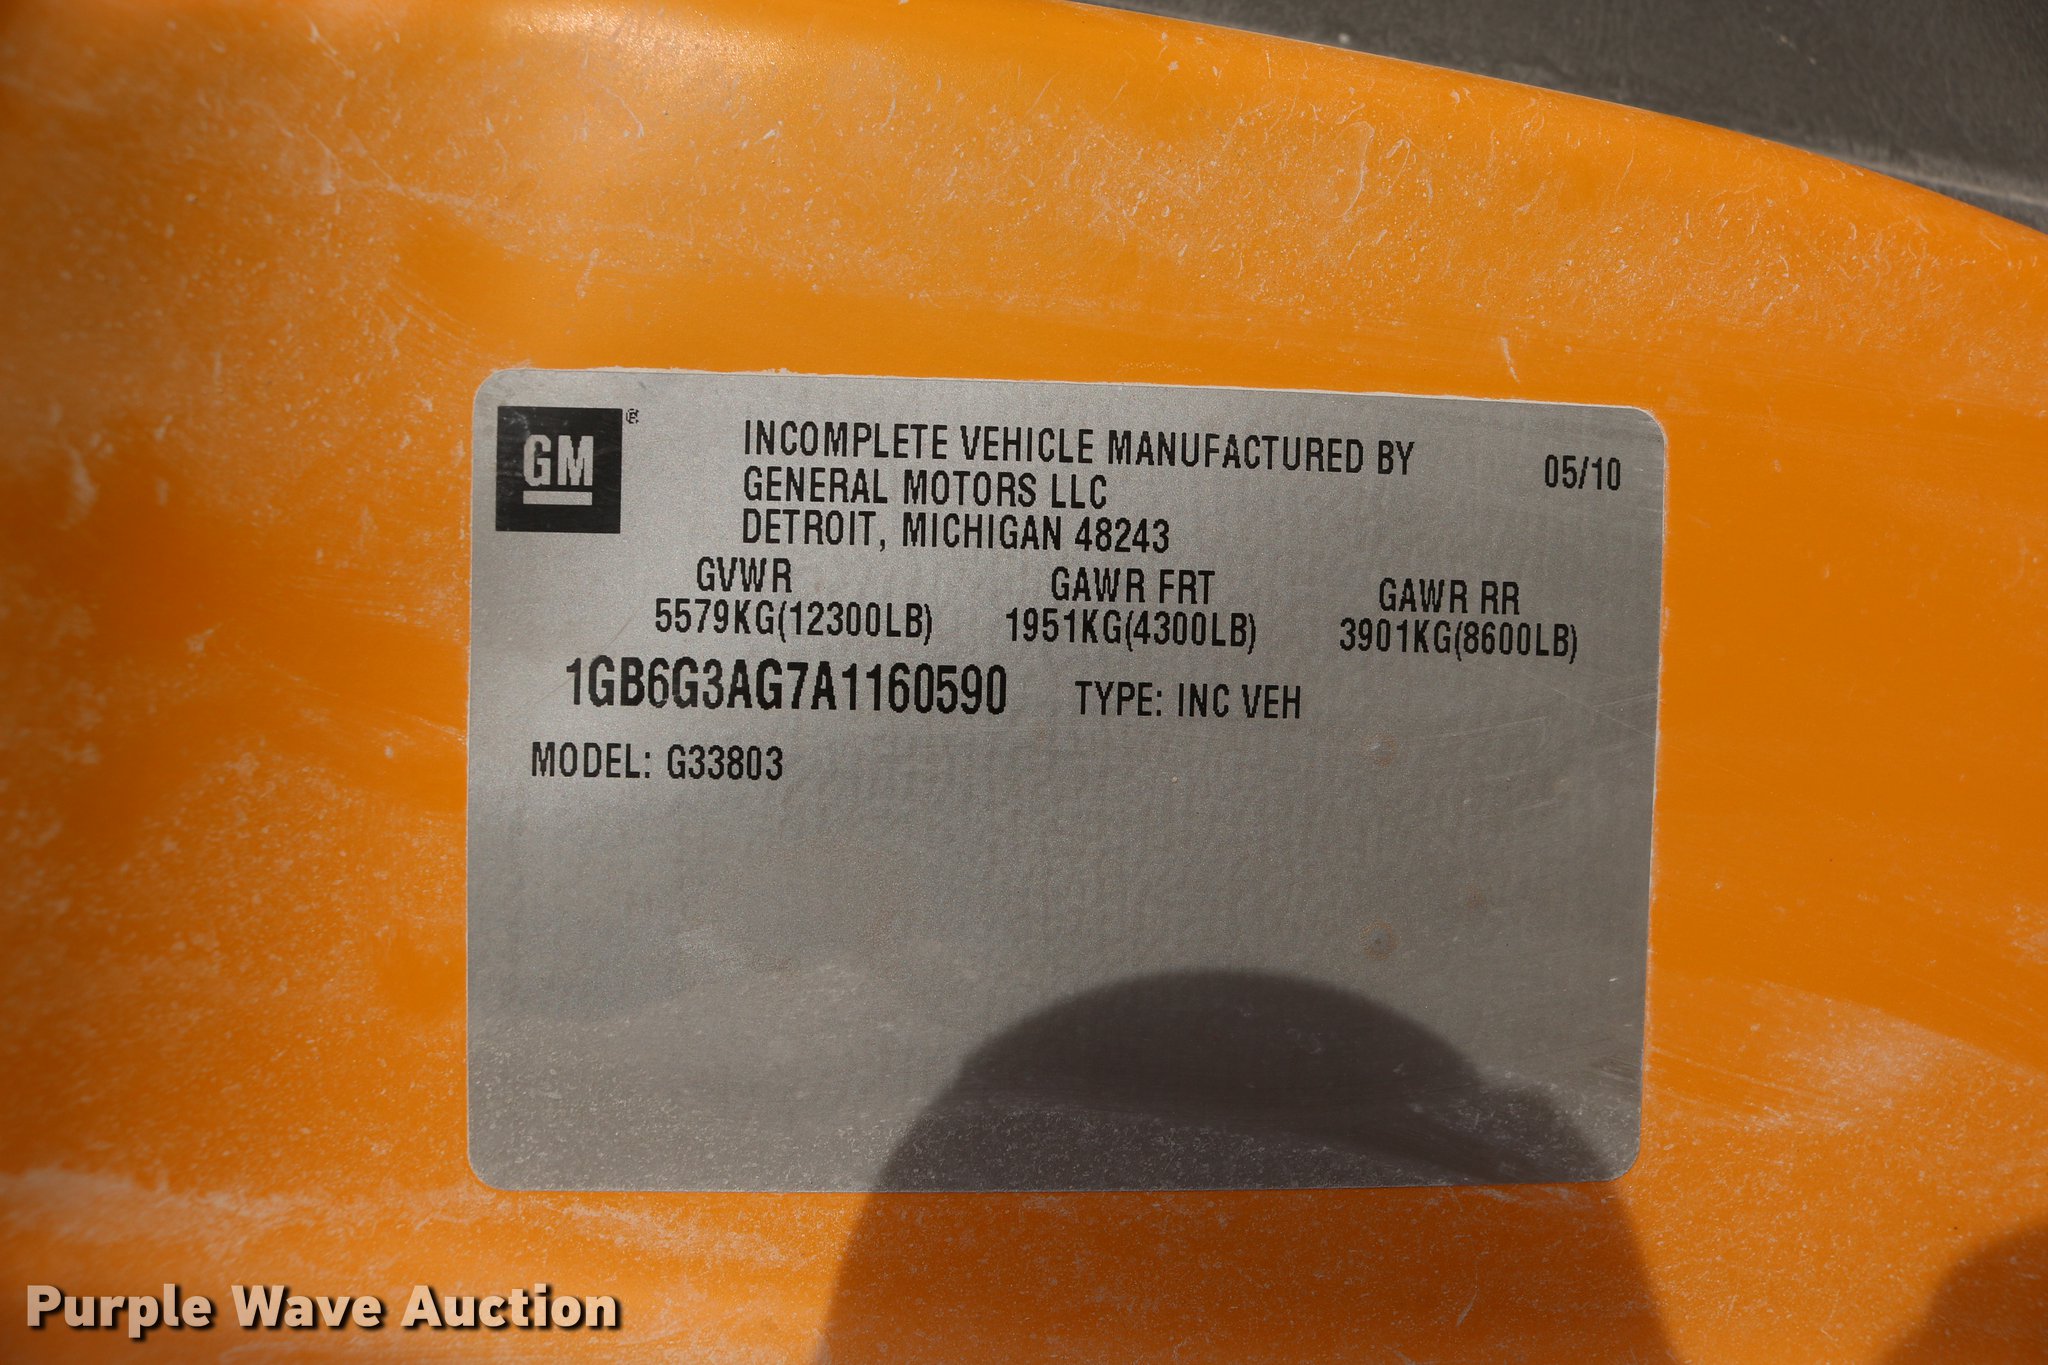 GM®
INCOMPLETE VEHICLE MANUFACTURED BY
05/10
GENERAL MOTORS LLC
DETROIT, MICHIGAN 48243
GVWR GAWR FRT GAWR RR
5579KG(12300LB) 1951KG(4300LB) 3901KG(8600LB)
1GB6G3AG7A1160590 TYPE: INC VEH
MODEL: G33803
Purple Wave Auction